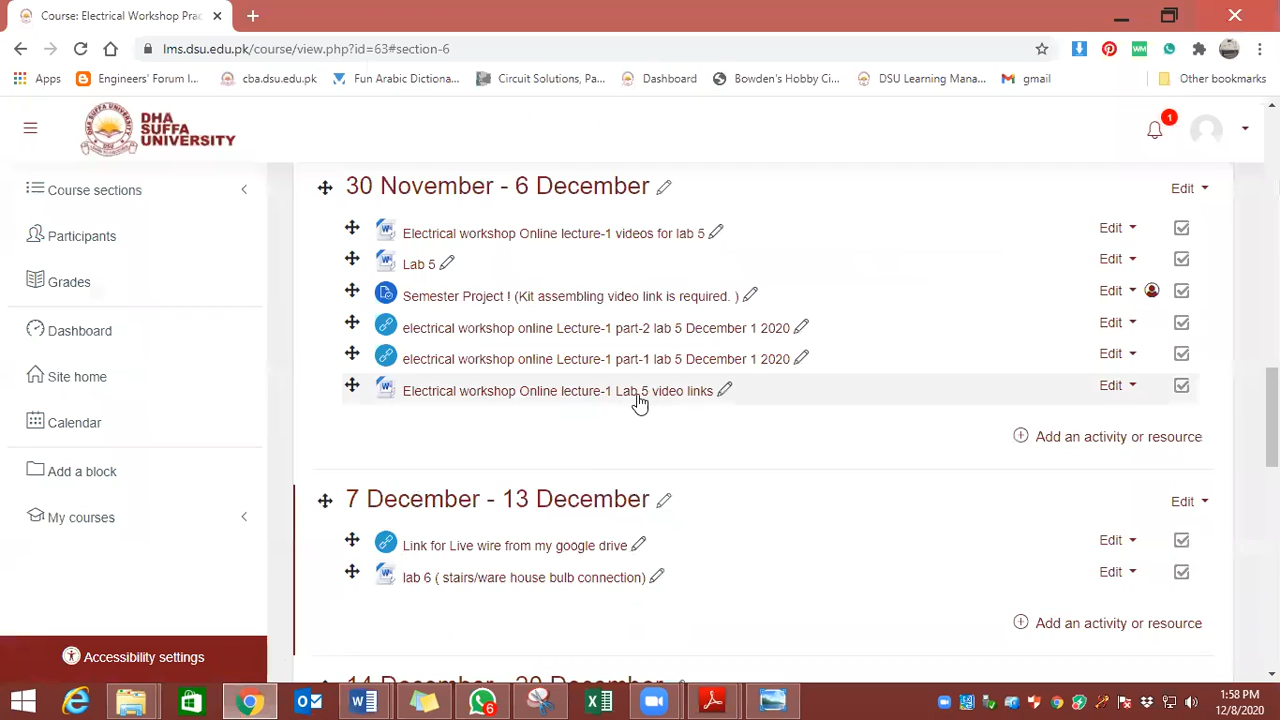 Course: Electrical Workshop Prac
lms.dsu.edu.pk/course/view.php?id=63#section-6
Apps
Engineers' Forum I...
cba.dsu.edu.pk
Fun Arabic Dictiona...
Circuit Solutions, Pa...
Dashboard
Bowden's Hobby Ci...
DSU Learning Mana...
gmail
Other bookmarks
DHA
SUFFA
UNIVERSITY
1
Course sections
Participants
Grades
Dashboard
Site home
Calendar
Add a block
My courses
Accessibility settings
30 November - 6 December
Edit
Electrical workshop Online lecture-1 videos for lab 5
Edit
Lab 5
Edit
Semester Project ! (Kit assembling video link is required. )
Edit
electrical workshop online Lecture-1 part-2 lab 5 December 1 2020
Edit
electrical workshop online Lecture-1 part-1 lab 5 December 1 2020
Edit
Electrical workshop Online lecture-1 Lab 5 video links
Edit
Add an activity or resource
7 December - 13 December
Edit
Link for Live wire from my google drive
Edit
lab 6 ( stairs/ware house bulb connection)
Edit
Add an activity or resource
14 December - 20 December
6
1:58 PM
12/8/2020